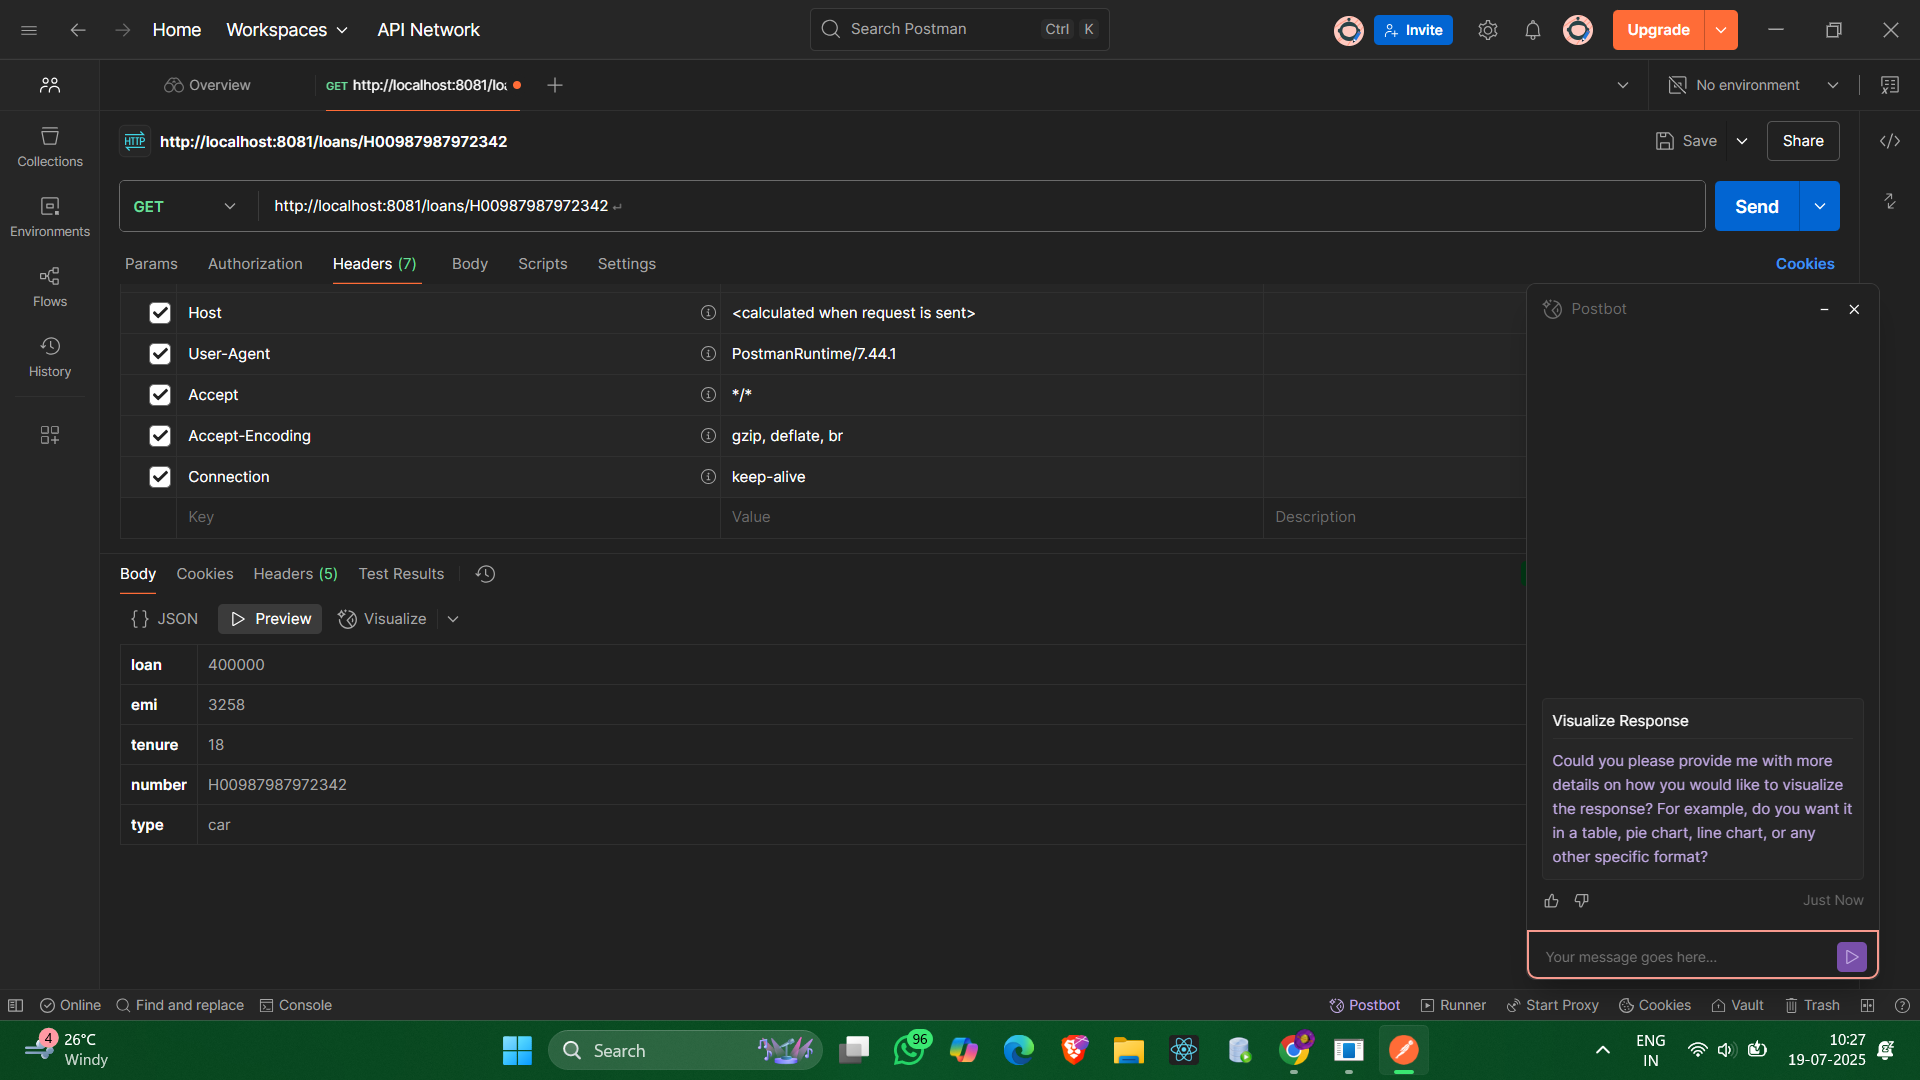 Home
Workspaces
API Network
Search Postman
Ctrl
K
Invite
Upgrade
Overview
GET http://localhost:8081/loa
No environment
HTTP
http://localhost:8081/loans/H00987987972342
Save
Share
Collections
Environments
Flows
History
GET
http://localhost:8081/loans/H00987987972342
Send
Params
Authorization
Headers (7)
Body
Scripts
Settings
Cookies
Host
<calculated when request is sent>
User-Agent
PostmanRuntime/7.44.1
Accept
*/*
Accept-Encoding
gzip, deflate, br
Connection
keep-alive
Key
Value
Description
Body
Cookies
Headers (5)
Test Results
{} JSON
Preview
Visualize
loan 400000
emi 3258
tenure 18
number H00987987972342
type car
Postbot
Visualize Response
Could you please provide me with more
details on how you would like to visualize
the response? For example, do you want it
in a table, pie chart, line chart, or any
other specific format?
Just Now
Your message goes here...
Online
Find and replace
Console
Postbot
Runner
Start Proxy
Cookies
Vault
Trash
4
26°C
Windy
Search
96
ENG
IN
10:27
19-07-2025